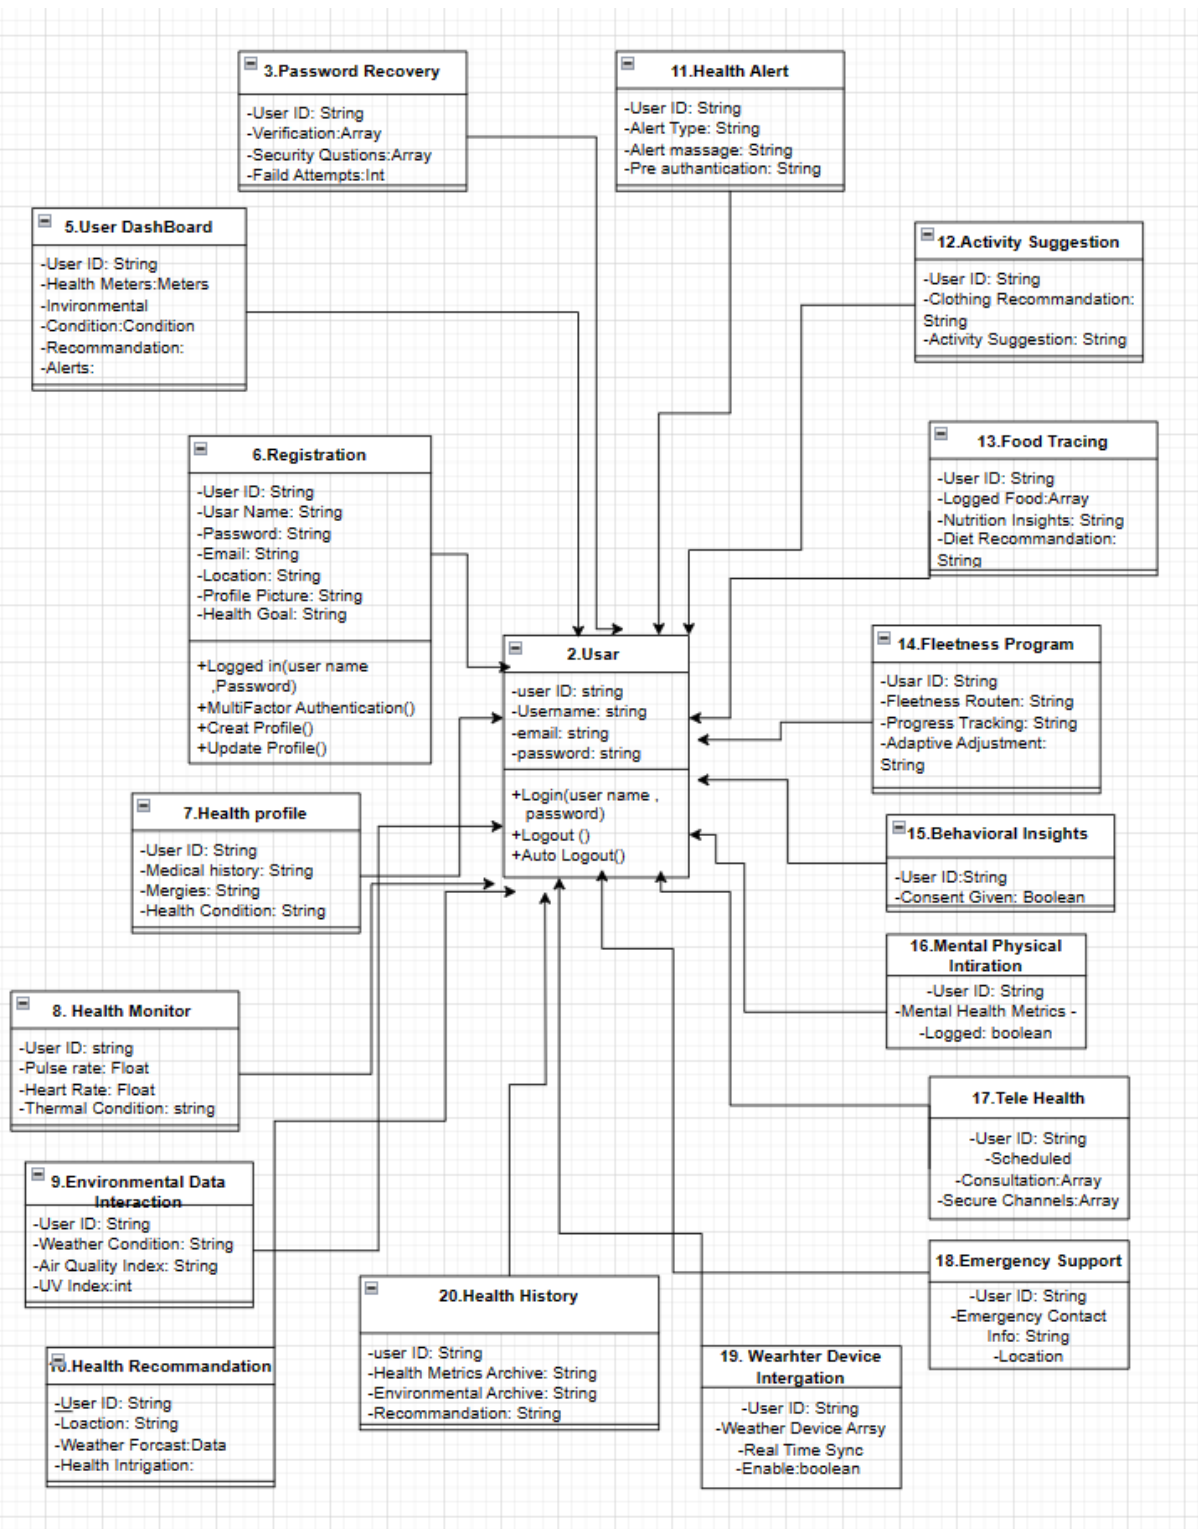 3.Password Recovery
-User ID: String
-Verification:Array
-Security Qustions:Array
-Faild Attempts:Int
11.Health Alert
-User ID: String
-Alert Type: String
-Alert massage: String
-Pre authantication: String
5.User DashBoard
-User ID: String
-Health Meters:Meters
-Invironmental
-Condition:Condition
-Recommandation:
-Alerts:
12.Activity Suggestion
-User ID: String
-Clothing Recommandation:
String
-Activity Suggestion: String
6.Registration
-User ID: String
-Usar Name: String
-Password: String
-Email: String
-Location: String
-Profile Picture: String
-Health Goal: String
+Logged in(user name
,Password)
+MultiFactor Authentication()
+Creat Profile()
+Update Profile()
13.Food Tracing
-User ID: String
-Logged Food:Array
-Nutrition Insights: String
-Diet Recommandation:
String
2.Usar
-user ID: string
-Username: string
-email: string
-password: string
+Login(user name ,
password)
+Logout ()
+Auto Logout()
14.Fleetness Program
-Usar ID: String
-Fleetness Routen: String
-Progress Tracking: String
-Adaptive Adjustment:
String
7.Health profile
-User ID: String
-Medical history: String
-Mergies: String
-Health Condition: String
15.Behavioral Insights
-User ID:String
-Consent Given: Boolean
16.Mental Physical
Intiration
-User ID: String
-Mental Health Metrics -
-Logged: boolean
8. Health Monitor
-User ID: string
-Pulse rate: Float
-Heart Rate: Float
-Thermal Condition: string
17.Tele Health
-User ID: String
-Scheduled
-Consultation:Array
-Secure Channels:Array
9.Environmental Data
Interaction
-User ID: String
-Weather Condition: String
-Air Quality Index: String
-UV Index:int
18.Emergency Support
-User ID: String
-Emergency Contact
Info: String
-Location
20.Health History
-user ID: String
-Health Metrics Archive: String
-Environmental Archive: String
-Recommandation: String
10.Health Recommandation
-User ID: String
-Loaction: String
-Weather Forcast:Data
-Health Intrigation:
19. Wearhter Device
Intergation
-User ID: String
-Weather Device Arrsy
-Real Time Sync
-Enable:boolean